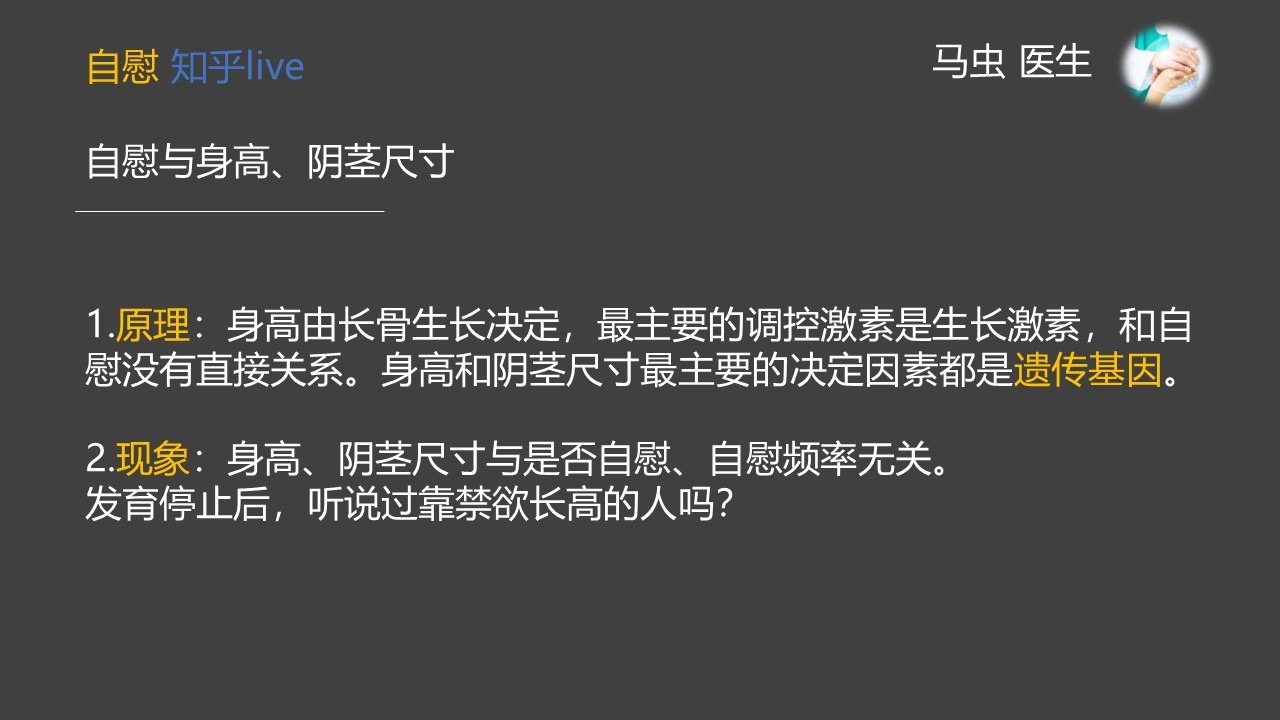 自慰 知乎live
马虫 医生
自慰与身高、阴茎尺寸
1.原理：身高由长骨生长决定，最主要的调控激素是生长激素，和自
慰没有直接关系。身高和阴茎尺寸最主要的决定因素都是遗传基因。
2.现象：身高、阴茎尺寸与是否自慰、自慰频率无关。
发育停止后，听说过靠禁欲长高的人吗？